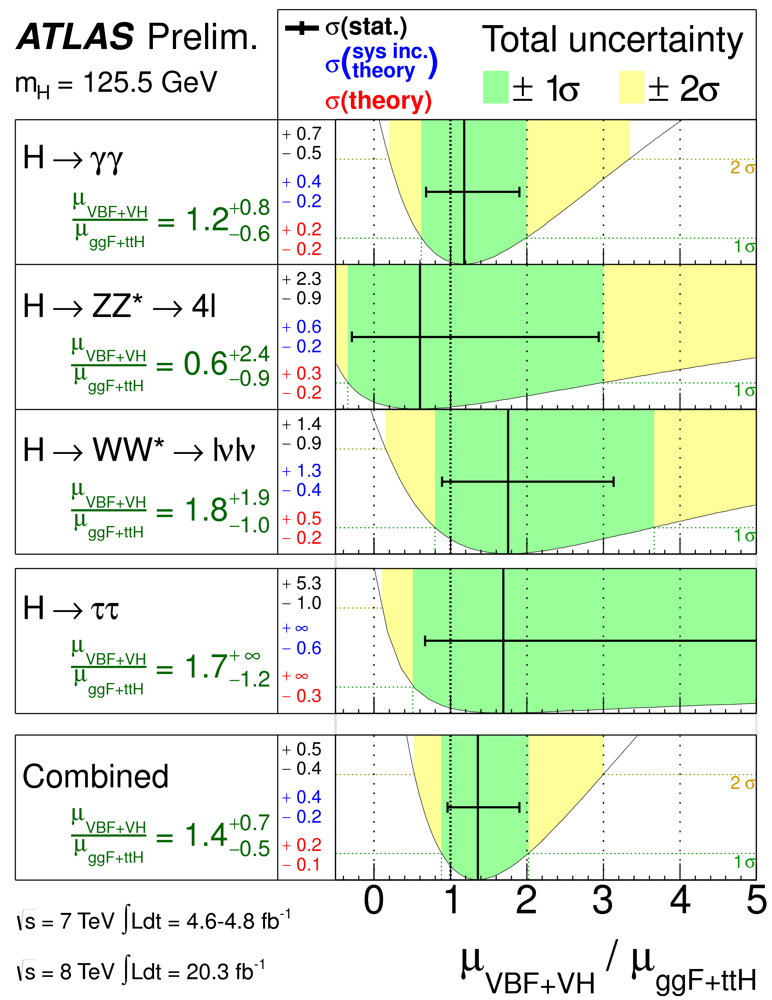 ATLAS Prelim.
m_H = 125.5 GeV
σ(stat.)
σ(sys inc. theory)
σ(theory)
Total uncertainty
± 1σ ± 2σ
H → γγ
μ_VBF+VH / μ_ggF+ttH = 1.2 +0.8 −0.6
+ 0.7
− 0.5
+ 0.4
− 0.2
+ 0.2
− 0.2
2 σ
1 σ
H → ZZ* → 4l
μ_VBF+VH / μ_ggF+ttH = 0.6 +2.4 −0.9
+ 2.3
− 0.9
+ 0.6
− 0.2
+ 0.3
− 0.2
1 σ
H → WW* → lνlν
μ_VBF+VH / μ_ggF+ttH = 1.8 +1.9 −1.0
+ 1.4
− 0.9
+ 1.3
− 0.4
+ 0.5
− 0.2
1 σ
H → ττ
μ_VBF+VH / μ_ggF+ttH = 1.7 + ∞ −1.2
+ 5.3
− 1.0
+ ∞
− 0.6
+ ∞
− 0.3
Combined
μ_VBF+VH / μ_ggF+ttH = 1.4 +0.7 −0.5
+ 0.5
− 0.4
+ 0.4
− 0.2
+ 0.2
− 0.1
2 σ
1 σ
0 1 2 3 4 5
√s = 7 TeV ∫Ldt = 4.6-4.8 fb⁻¹
√s = 8 TeV ∫Ldt = 20.3 fb⁻¹
μ_VBF+VH / μ_ggF+ttH